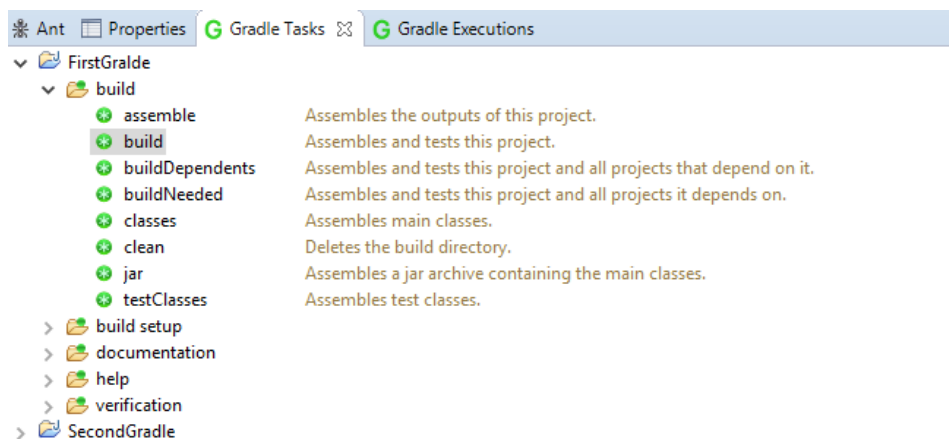 Ant Properties G Gradle Tasks G Gradle Executions
FirstGralde
build
assemble Assembles the outputs of this project.
build Assembles and tests this project.
buildDependents Assembles and tests this project and all projects that depend on it.
buildNeeded Assembles and tests this project and all projects it depends on.
classes Assembles main classes.
clean Deletes the build directory.
jar Assembles a jar archive containing the main classes.
testClasses Assembles test classes.
build setup
documentation
help
verification
SecondGradle